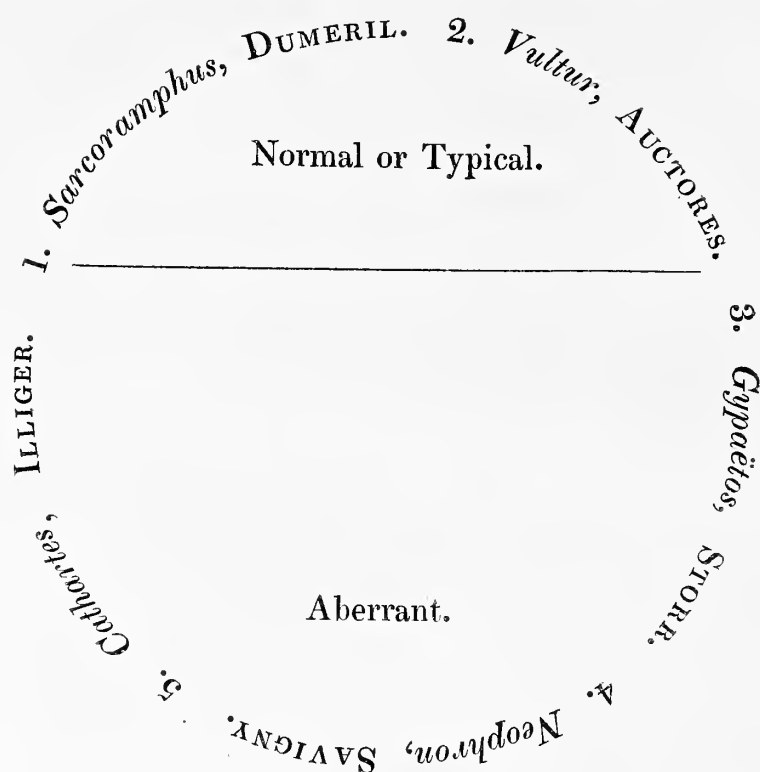 1. Sarcoramphus, DUMERIL.
2. Vultur, AUCTORES.
Normal or Typical.
3. Gypaëtos, STORR.
4. Neophron, SAVIGNY.
5. Cathartes, ILLIGER.
Aberrant.